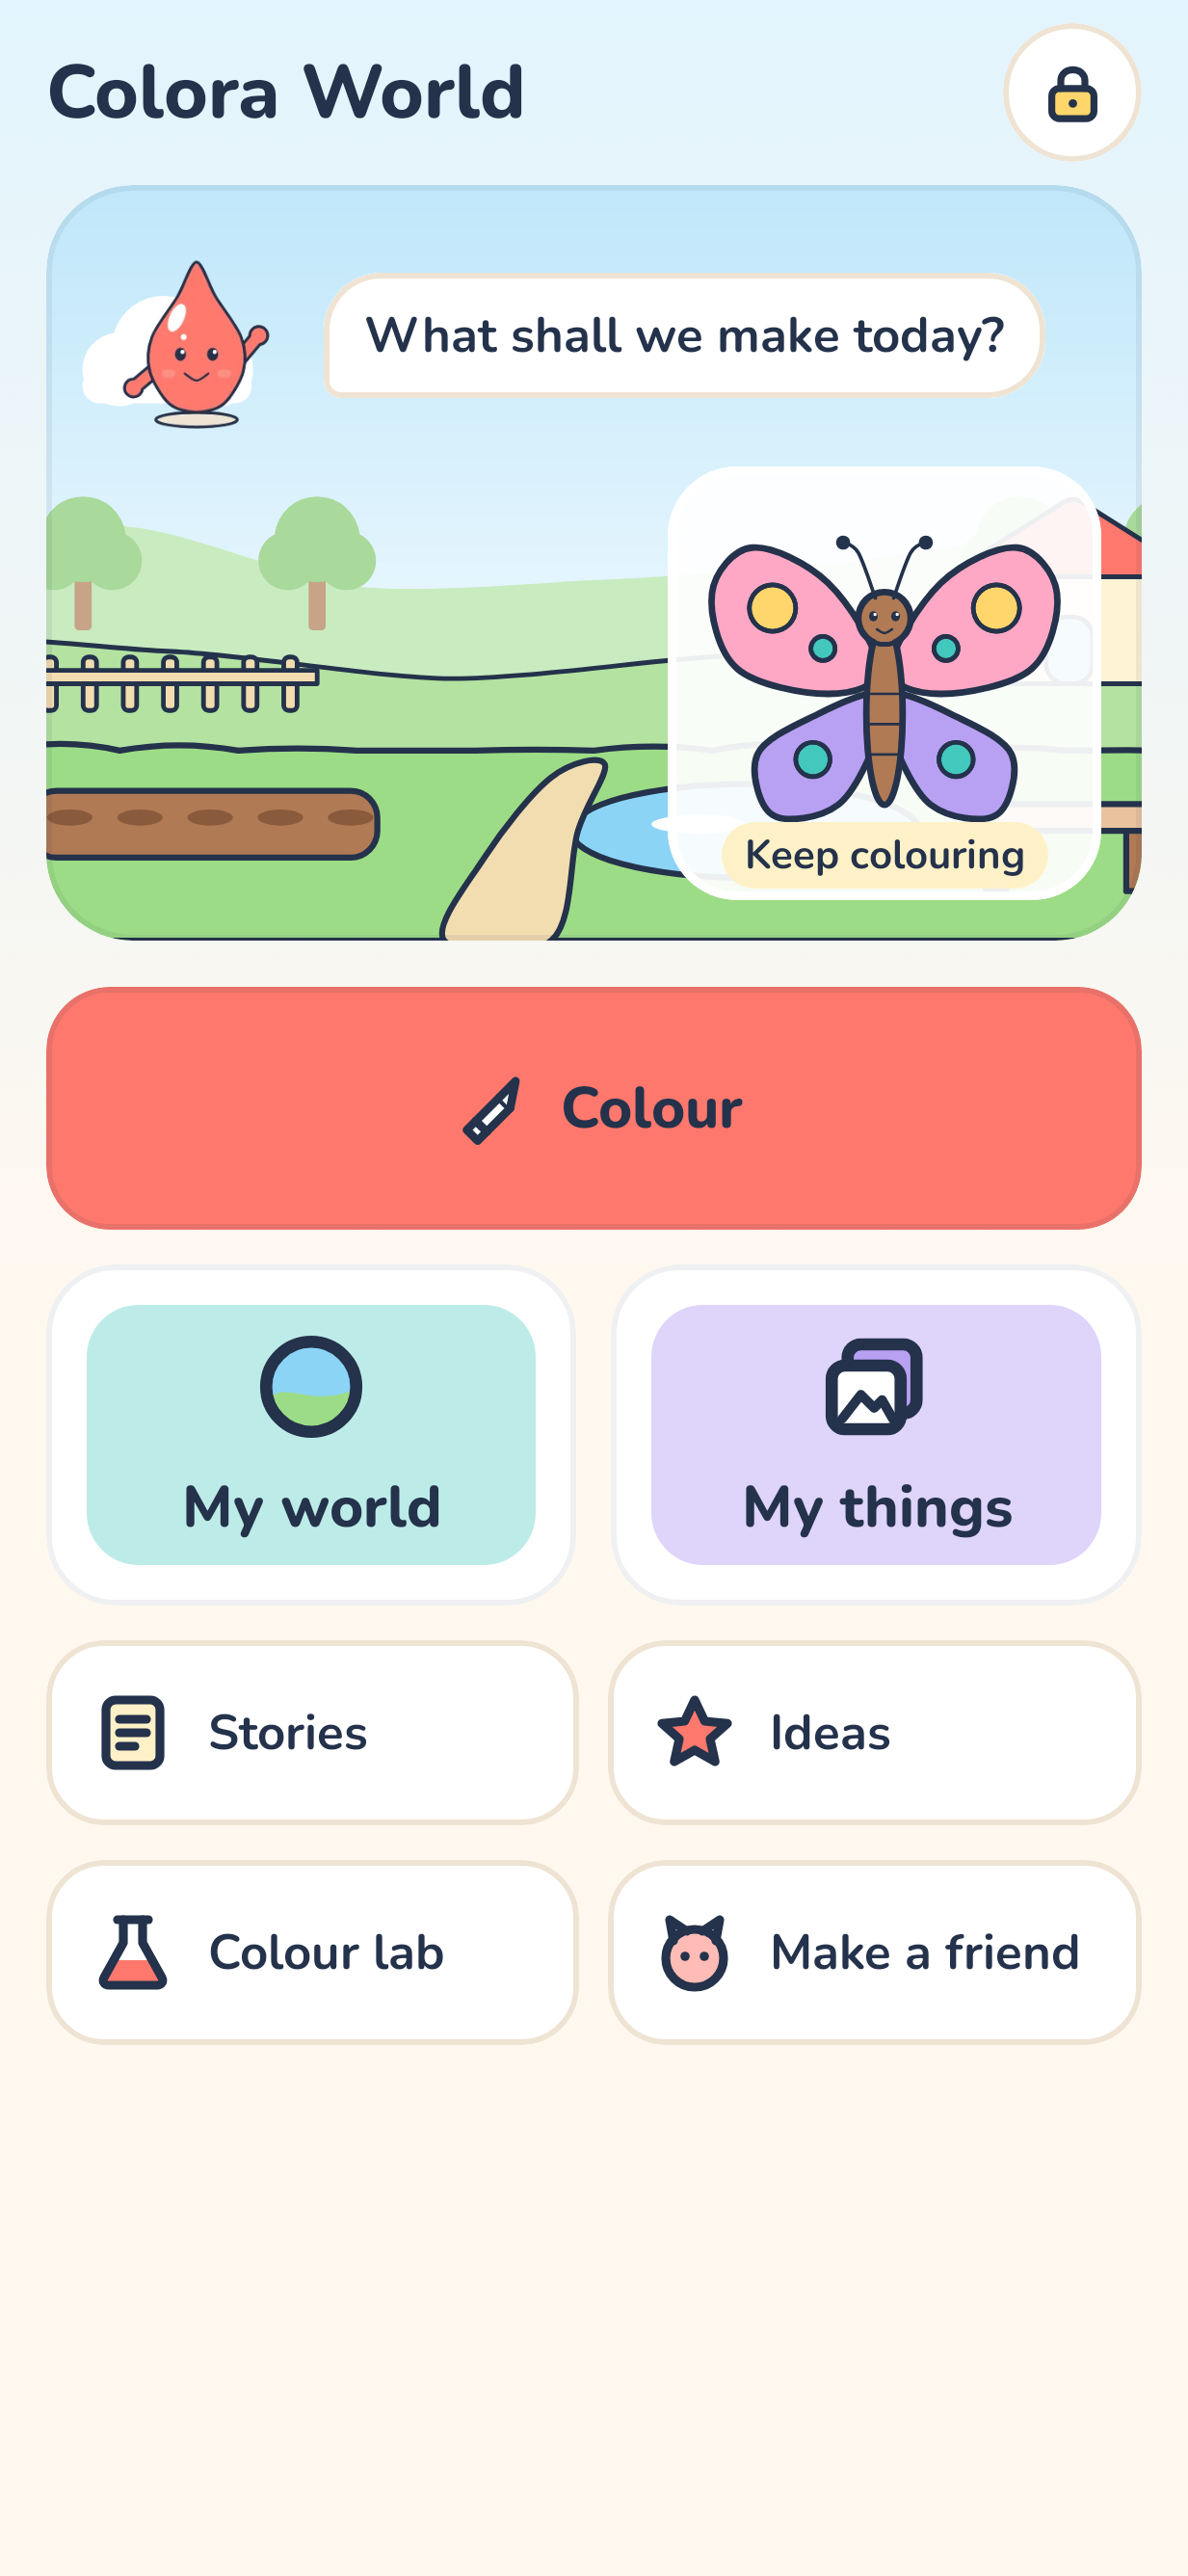 Colora World
What shall we make today?
Keep colouring
Colour
My world
My things
Stories
Ideas
Colour lab
Make a friend